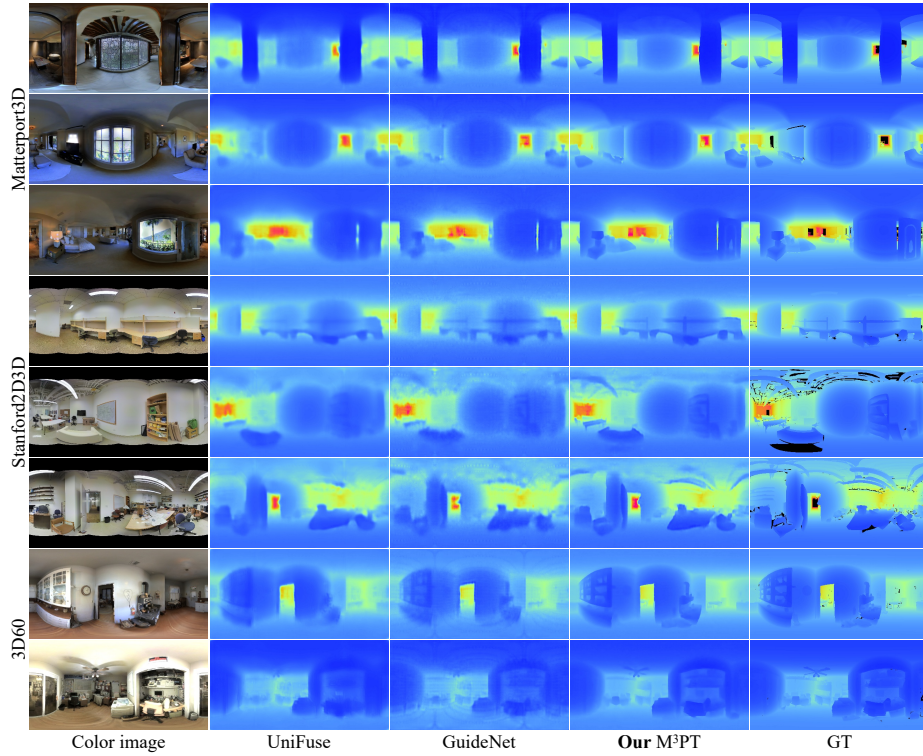 Matterport3D
Stanford2D3D
3D60
Color image UniFuse GuideNet Our M³PT GT